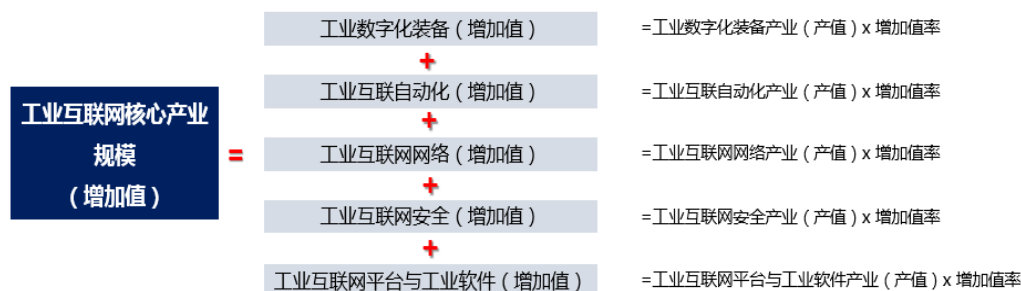 工业数字化装备（增加值）
=工业数字化装备产业（产值）x 增加值率
+
工业互联自动化（增加值）
=工业互联自动化产业（产值）x 增加值率
+
工业互联网核心产业
规模
（增加值）
=
工业互联网网络（增加值）
=工业互联网网络产业（产值）x 增加值率
+
工业互联网安全（增加值）
=工业互联网安全产业（产值）x 增加值率
+
工业互联网平台与工业软件（增加值）
=工业互联网平台与工业软件产业（产值）x 增加值率